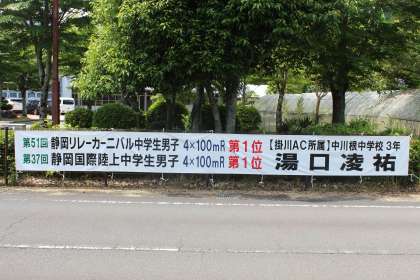 第51回 静岡リレーカーニバル中学生男子 4×100mR 第1位
第37回 静岡国際陸上中学生男子 4×100mR 第1位
【掛川AC所属】中川根中学校 3年
湯口凌祐